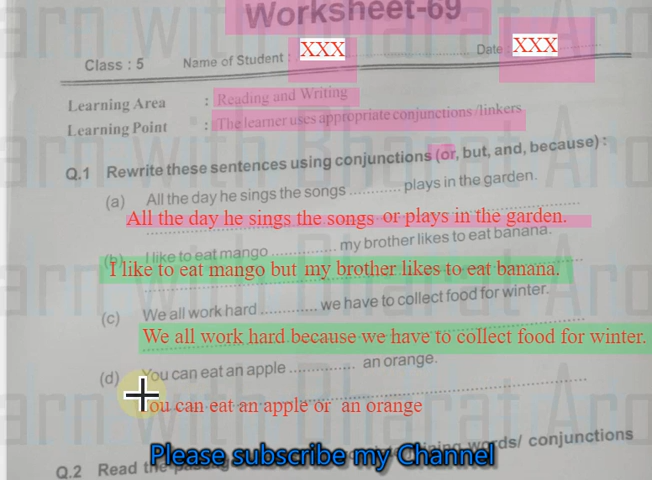 Worksheet-69
Class : 5 Name of Student : XXX Date : XXX
Learning Area : Reading and Writing
Learning Point : The learner uses appropriate conjunctions /linkers
Q.1 Rewrite these sentences using conjunctions (or, but, and, because) :
(a) All the day he sings the songs ............ plays in the garden.
All the day he sings the songs or plays in the garden.
(b) I like to eat mango ............... my brother likes to eat banana.
I like to eat mango but my brother likes to eat banana.
(c) We all work hard ............. we have to collect food for winter.
We all work hard because we have to collect food for winter.
(d) You can eat an apple ............... an orange.
You can eat an apple or an orange
Please subscribe my Channel
Q.2 Read the words/ conjunctions